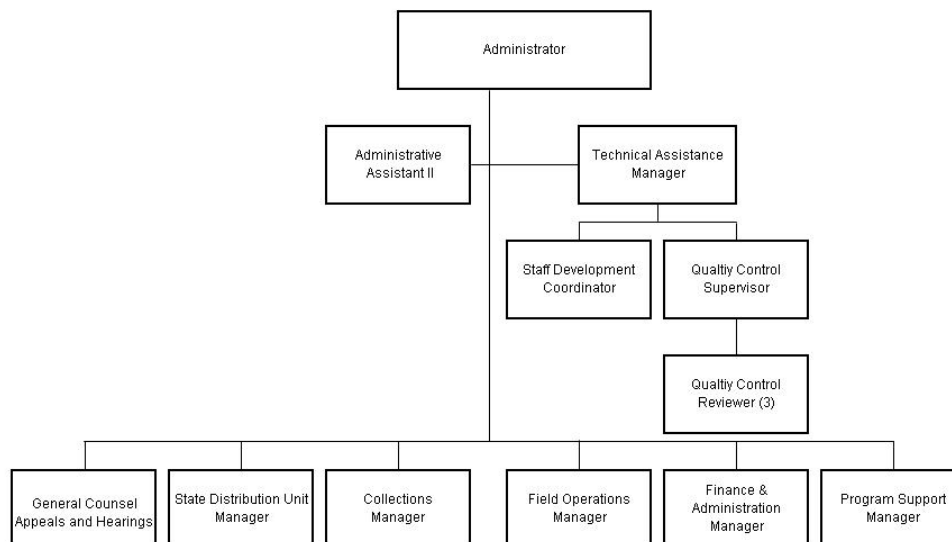 Administrator
Administrative
Assistant II
Technical Assistance
Manager
Staff Development
Coordinator
Qualtiy Control
Supervisor
Qualtiy Control
Reviewer (3)
General Counsel
Appeals and Hearings
State Distribution Unit
Manager
Collections
Manager
Field Operations
Manager
Finance &
Administration
Manager
Program Support
Manager